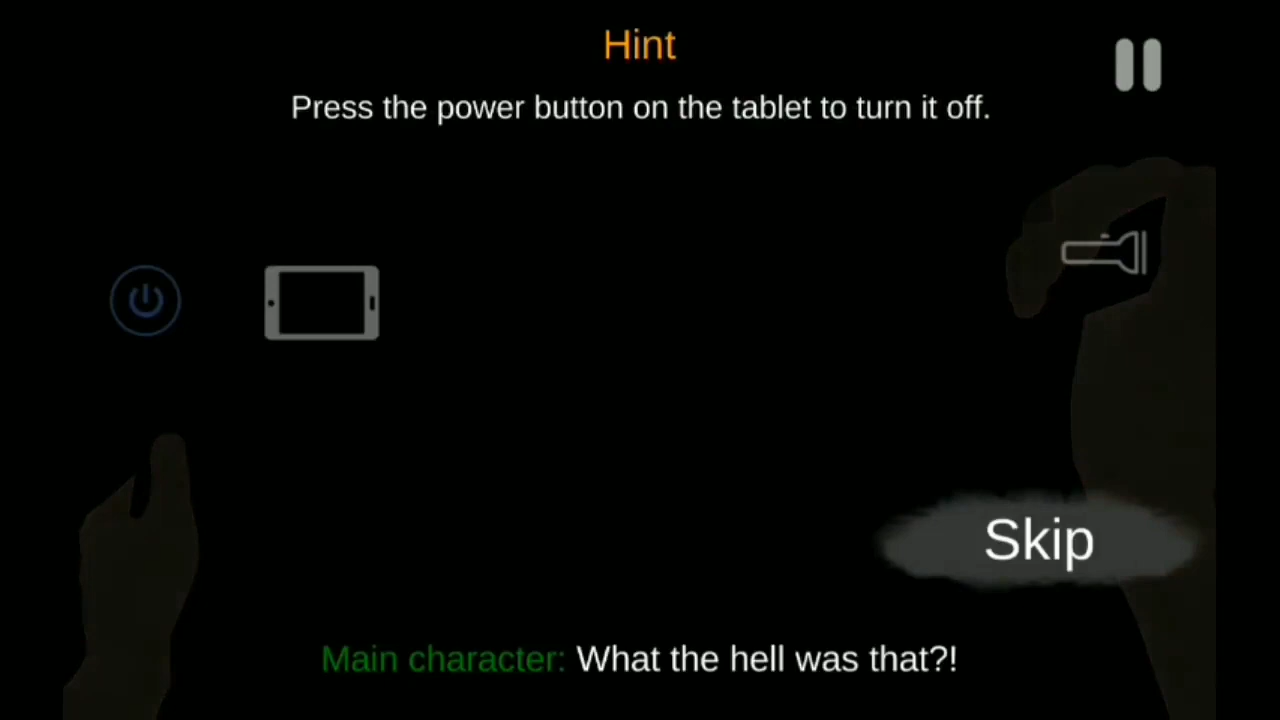 Hint
Press the power button on the tablet to turn it off.
Skip
Main character: What the hell was that?!